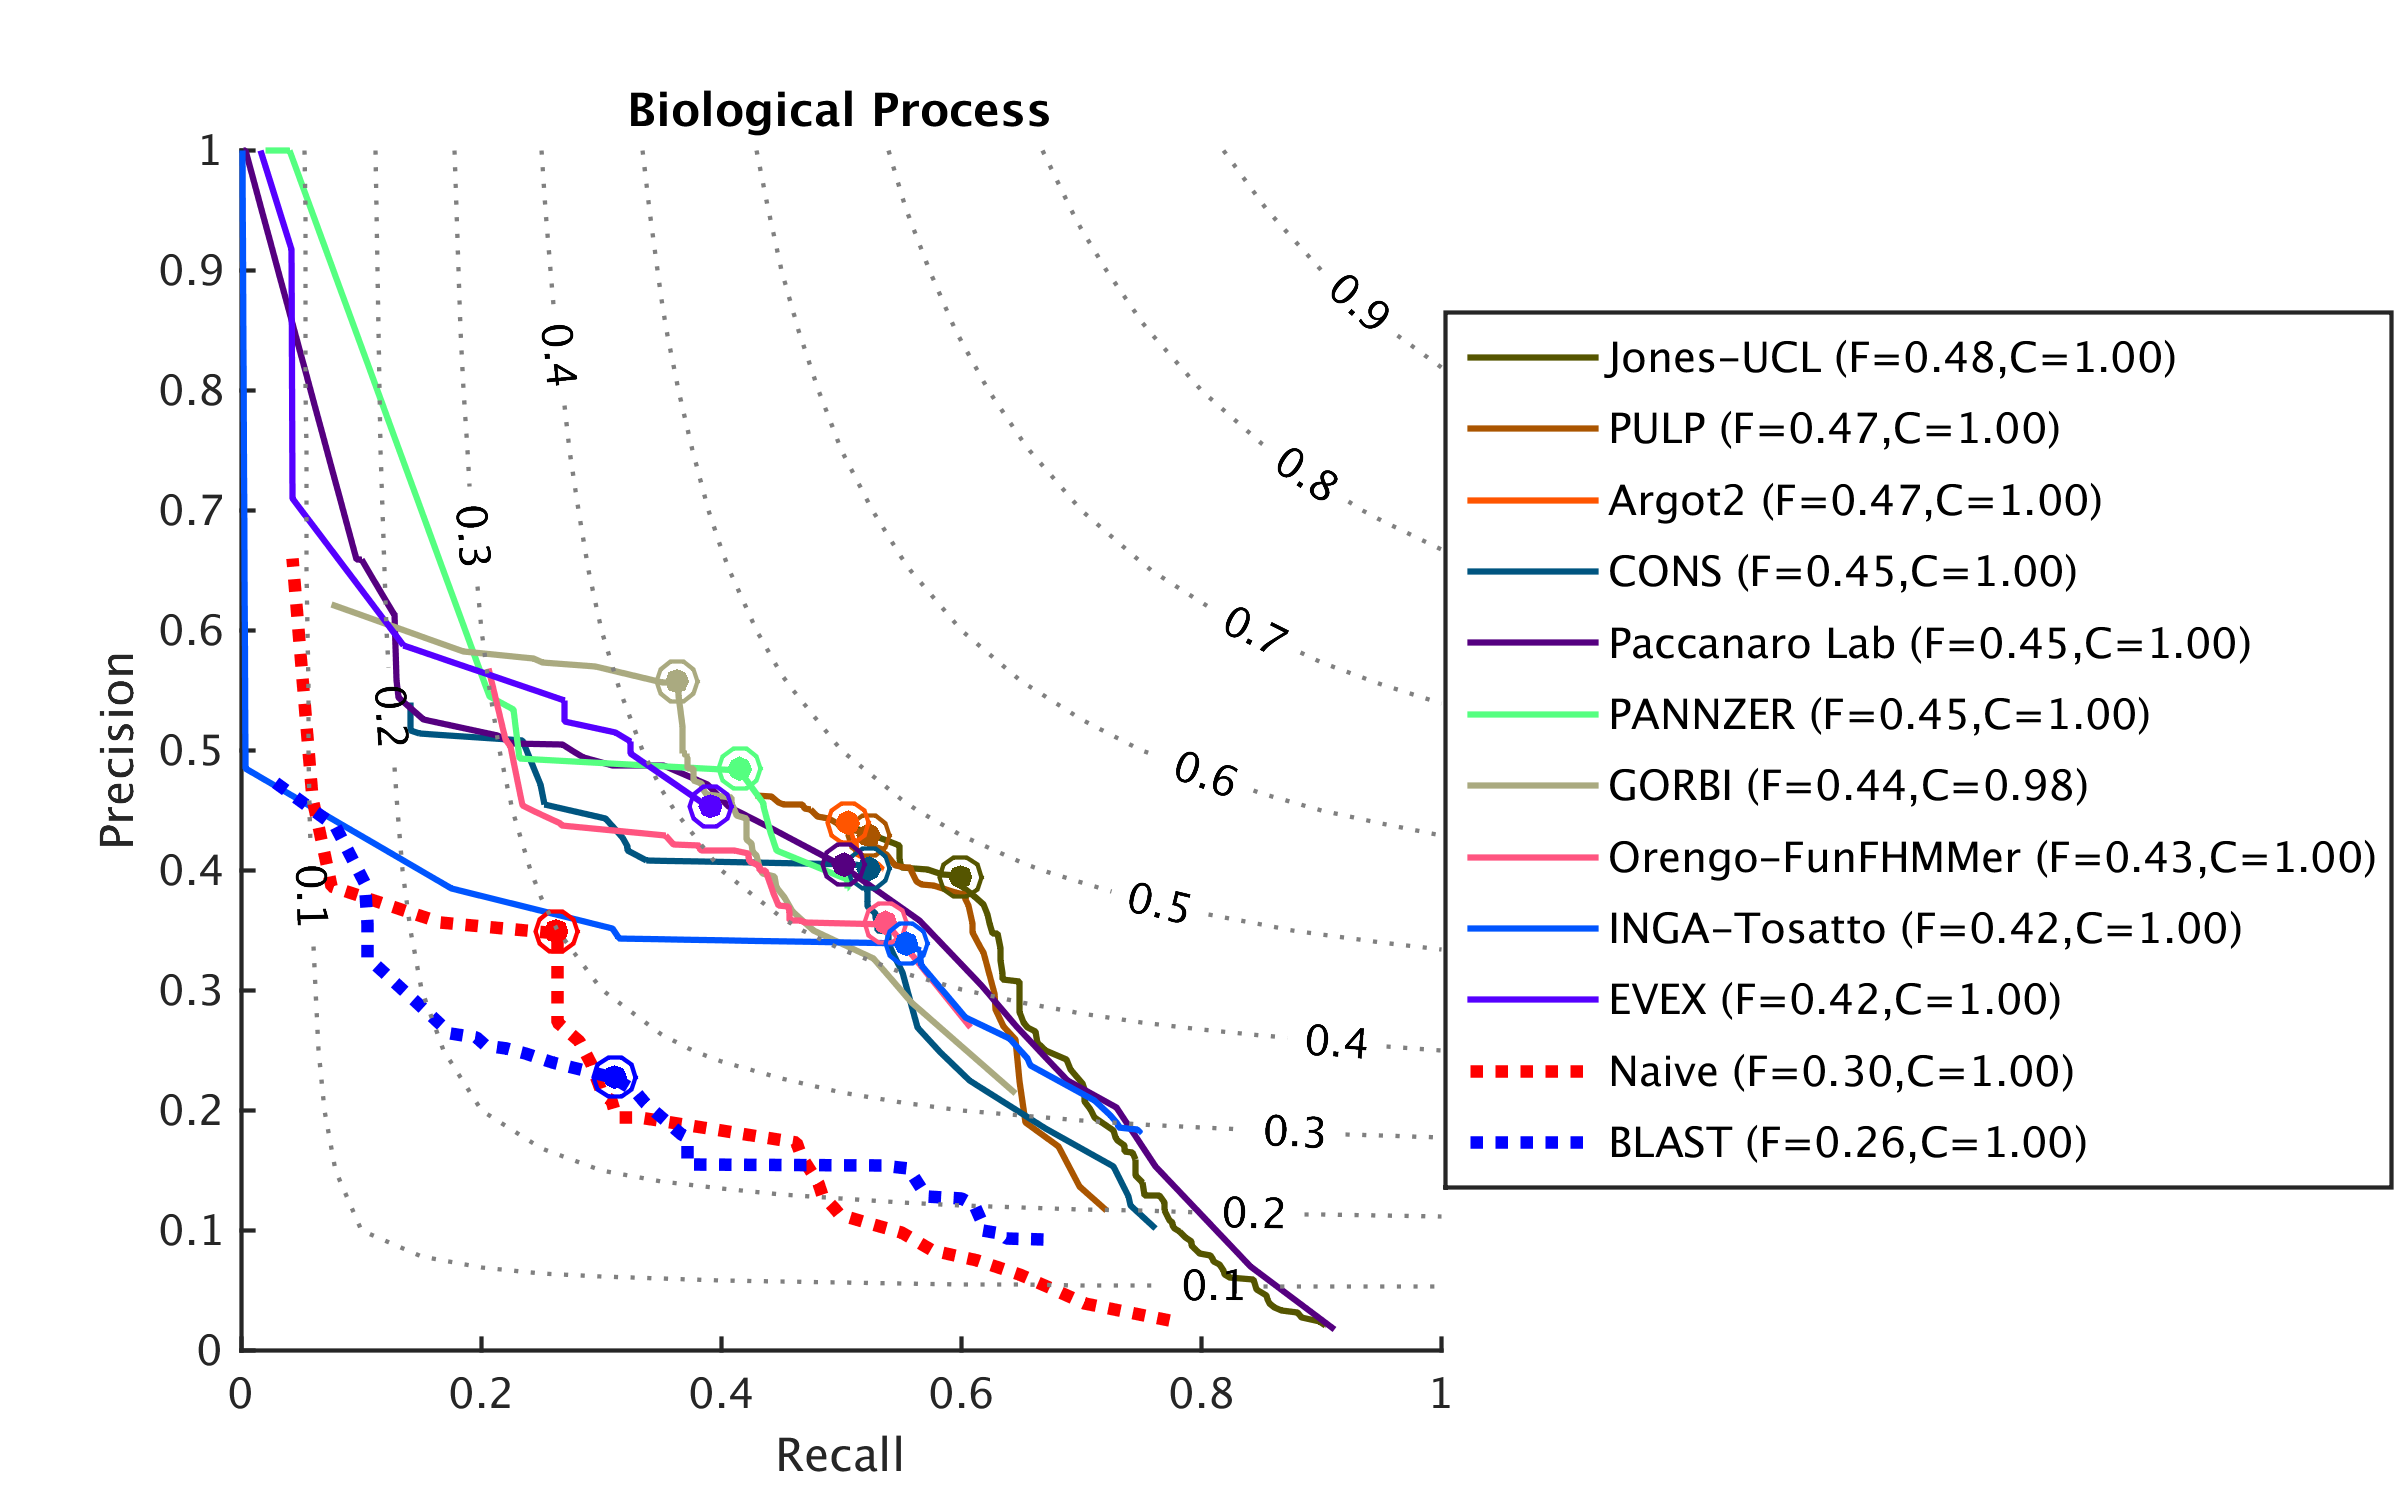 Biological Process
1
0.9
0.8
0.7
0.6
0.5
0.4
0.3
0.2
0.1
0
Precision
0 0.2 0.4 0.6 0.8 1
Recall
0.9
0.8
0.7
0.6
0.5
0.4
0.3
0.2
0.1
0.4
0.3
0.2
0.1
Jones-UCL (F=0.48,C=1.00)
PULP (F=0.47,C=1.00)
Argot2 (F=0.47,C=1.00)
CONS (F=0.45,C=1.00)
Paccanaro Lab (F=0.45,C=1.00)
PANNZER (F=0.45,C=1.00)
GORBI (F=0.44,C=0.98)
Orengo-FunFHMMer (F=0.43,C=1.00)
INGA-Tosatto (F=0.42,C=1.00)
EVEX (F=0.42,C=1.00)
Naive (F=0.30,C=1.00)
BLAST (F=0.26,C=1.00)